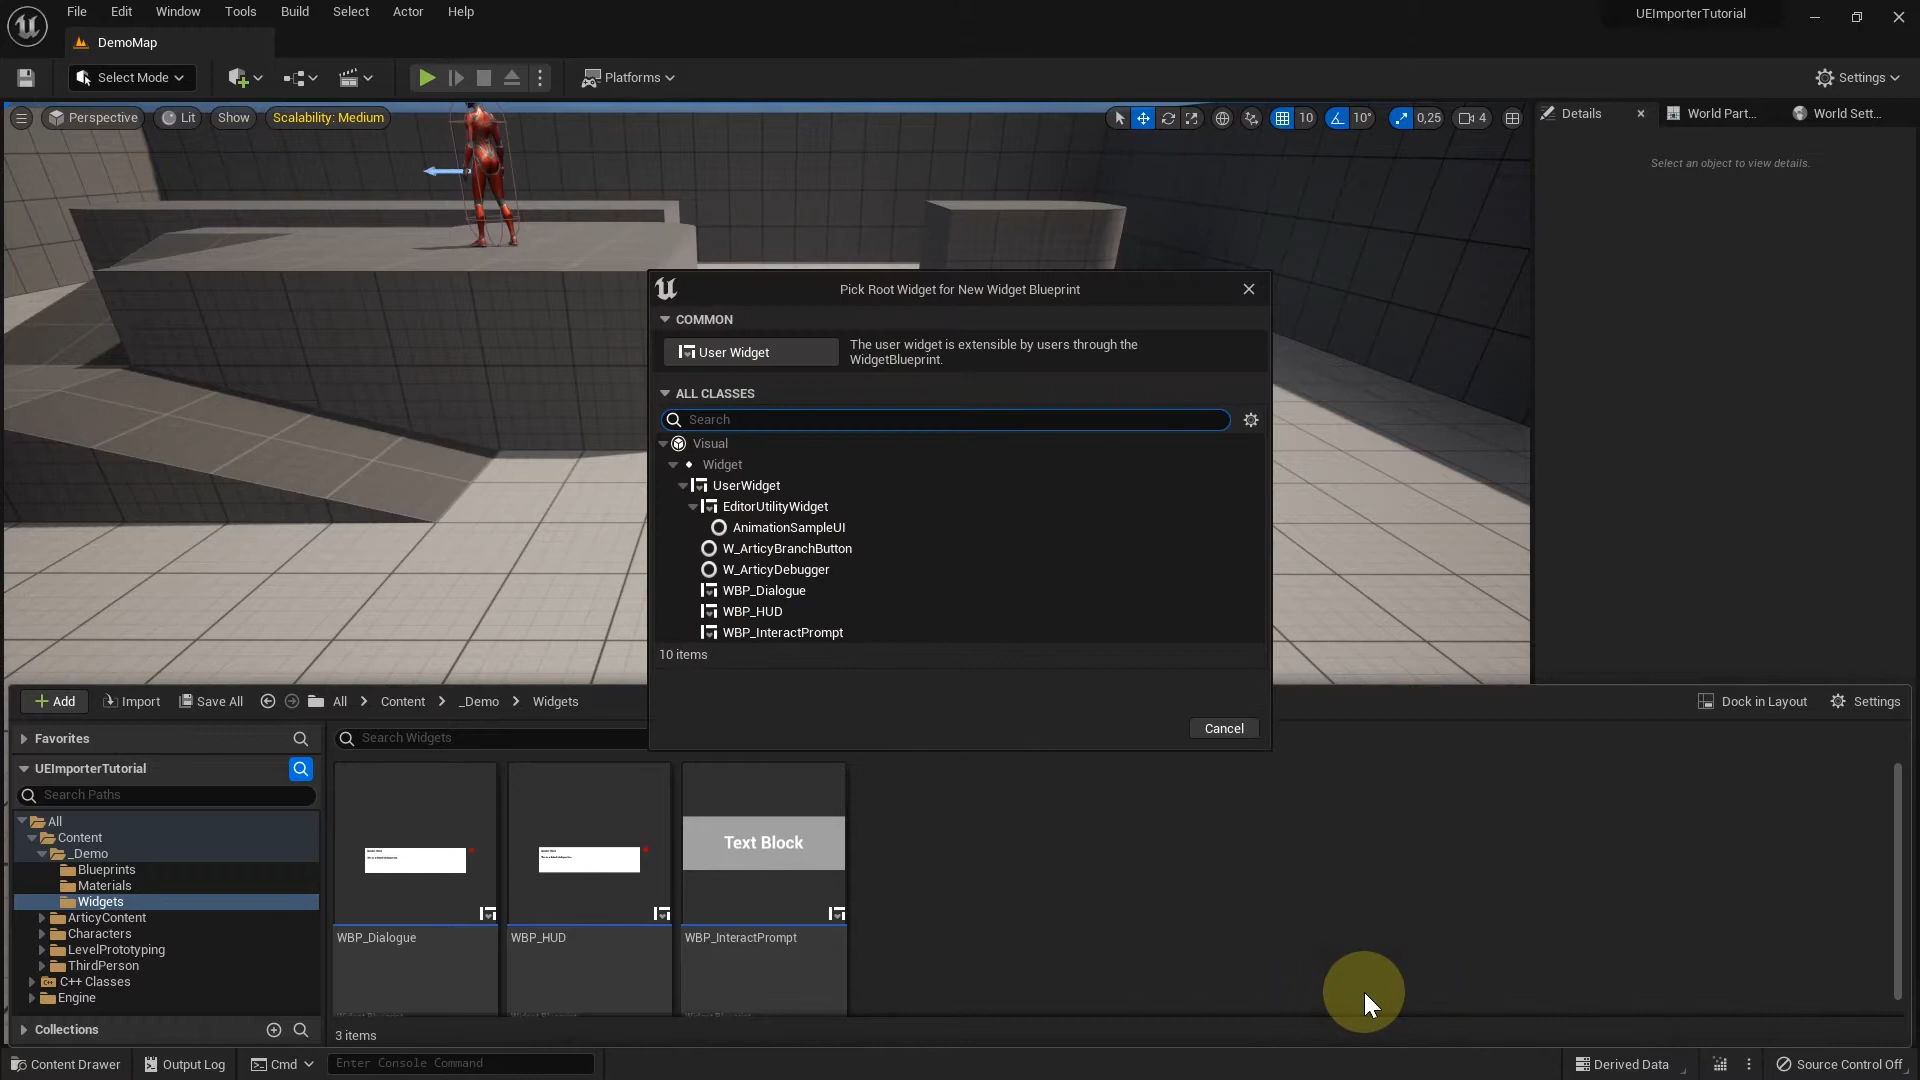 File Edit Window Tools Build Select Actor Help
UEImporterTutorial
DemoMap
Select Mode
Platforms
Settings
Perspective Lit Show Scalability: Medium
10 10° 0,25 4
Details World Part... World Sett...
Select an object to view details.
Pick Root Widget for New Widget Blueprint
COMMON
User Widget
The user widget is extensible by users through the
WidgetBlueprint.
ALL CLASSES
Search
Visual
Widget
UserWidget
EditorUtilityWidget
AnimationSampleUI
W_ArticyBranchButton
W_ArticyDebugger
WBP_Dialogue
WBP_HUD
WBP_InteractPrompt
10 items
Cancel
Add Import Save All All Content _Demo Widgets
Dock in Layout Settings
Favorites
UEImporterTutorial
Search Paths
All
Content
_Demo
Blueprints
Materials
Widgets
ArticyContent
Characters
LevelPrototyping
ThirdPerson
C++ Classes
Engine
Collections
Search Widgets
Text Block
WBP_Dialogue
WBP_HUD
WBP_InteractPrompt
3 items
Content Drawer Output Log Cmd Enter Console Command
Derived Data Source Control Off